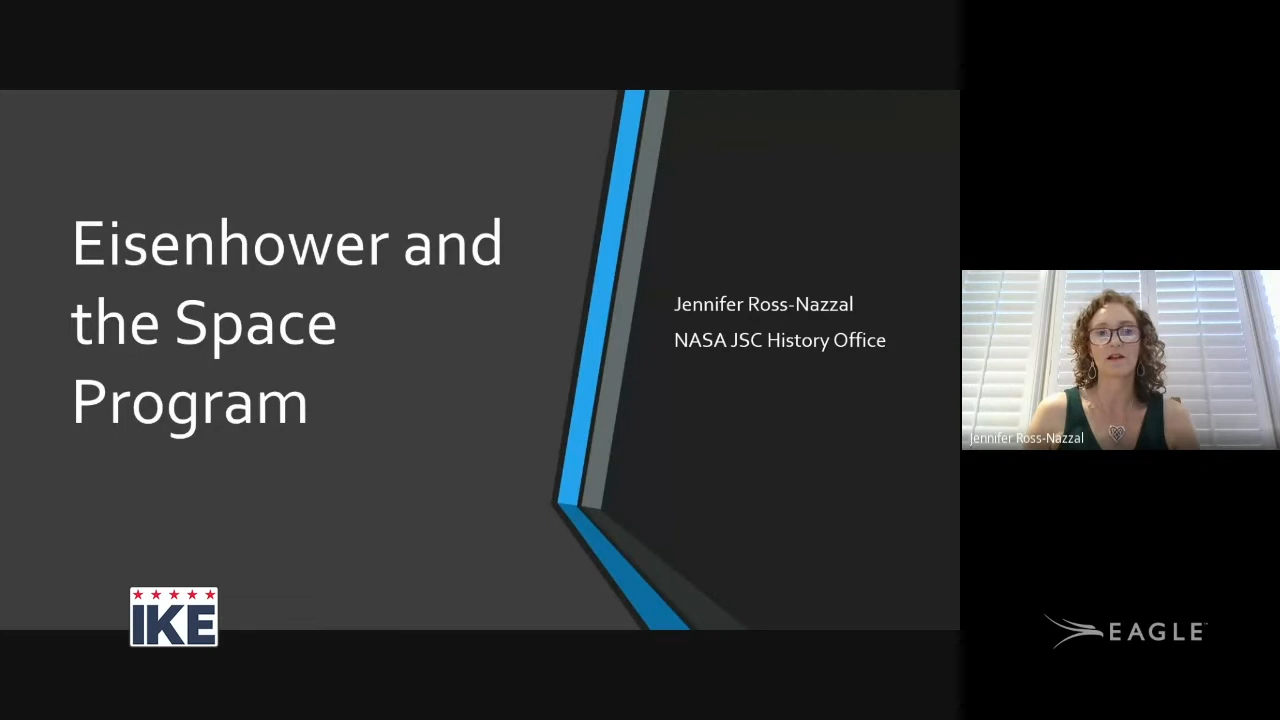 Eisenhower and
the Space
Program
Jennifer Ross-Nazzal
NASA JSC History Office
Jennifer Ross-Nazzal
IKE
EAGLE